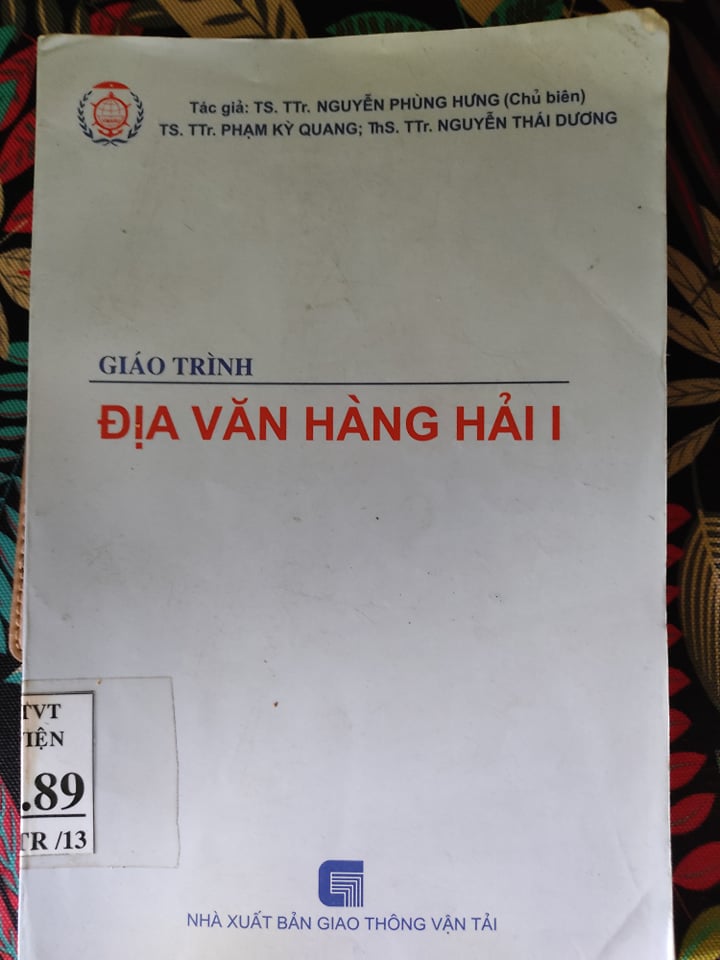 Tác giả: TS. TTr. NGUYỄN PHÙNG HƯNG (Chủ biên)
TS. TTr. PHẠM KỲ QUANG; ThS. TTr. NGUYỄN THÁI DƯƠNG
GIÁO TRÌNH
ĐỊA VĂN HÀNG HẢI I
TVT
IỆN
.89
TR /13
NHÀ XUẤT BẢN GIAO THÔNG VẬN TẢI